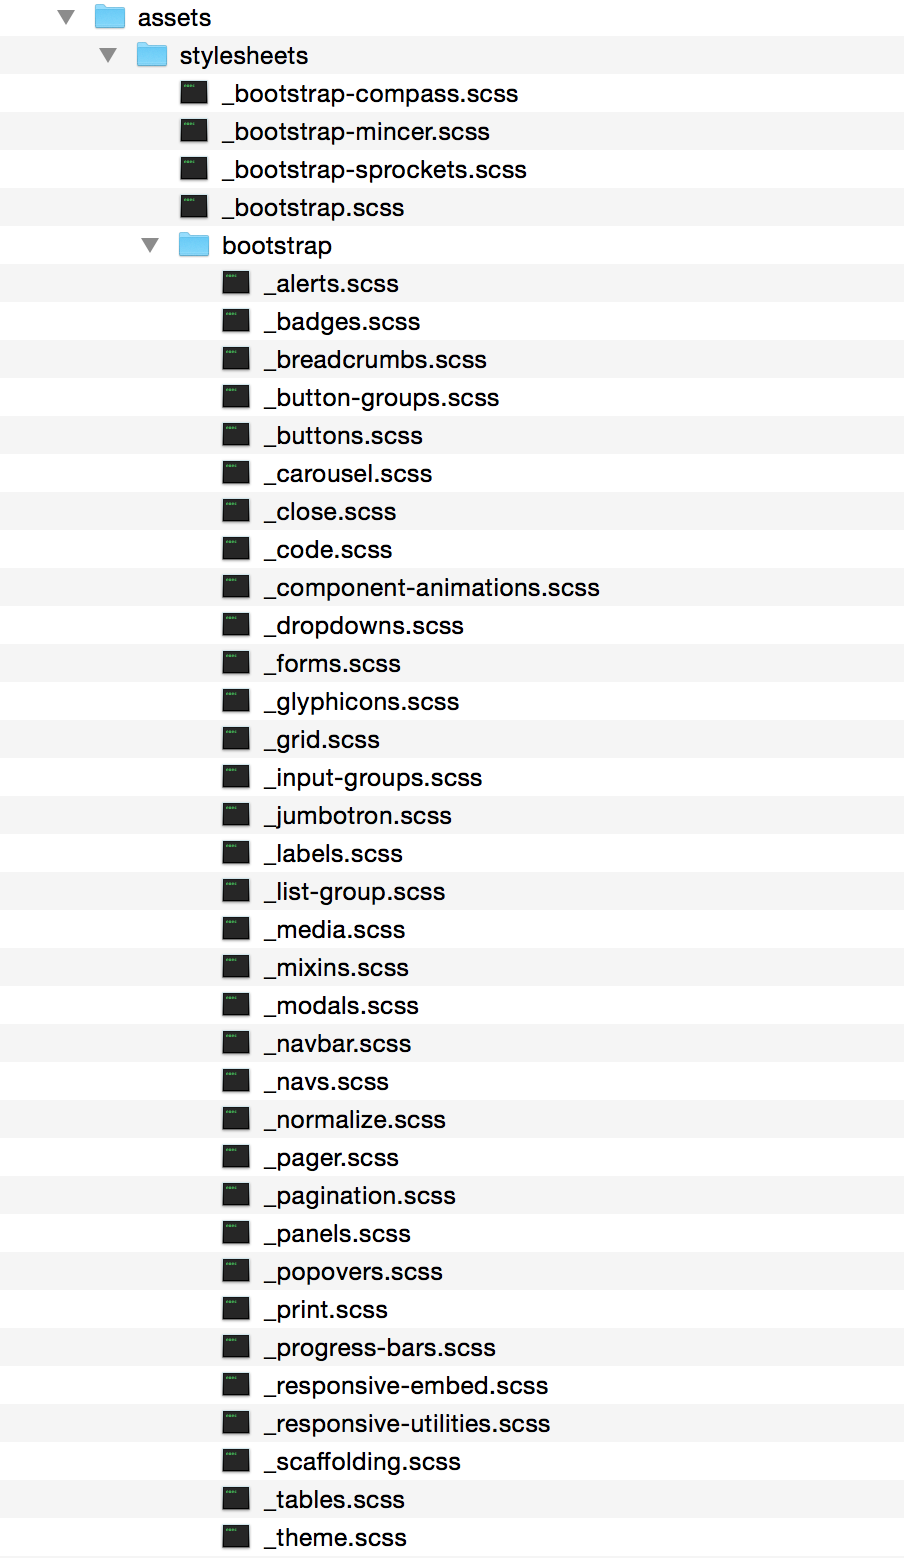 assets
stylesheets
_bootstrap-compass.scss
_bootstrap-mincer.scss
_bootstrap-sprockets.scss
_bootstrap.scss
bootstrap
_alerts.scss
_badges.scss
_breadcrumbs.scss
_button-groups.scss
_buttons.scss
_carousel.scss
_close.scss
_code.scss
_component-animations.scss
_dropdowns.scss
_forms.scss
_glyphicons.scss
_grid.scss
_input-groups.scss
_jumbotron.scss
_labels.scss
_list-group.scss
_media.scss
_mixins.scss
_modals.scss
_navbar.scss
_navs.scss
_normalize.scss
_pager.scss
_pagination.scss
_panels.scss
_popovers.scss
_print.scss
_progress-bars.scss
_responsive-embed.scss
_responsive-utilities.scss
_scaffolding.scss
_tables.scss
_theme.scss